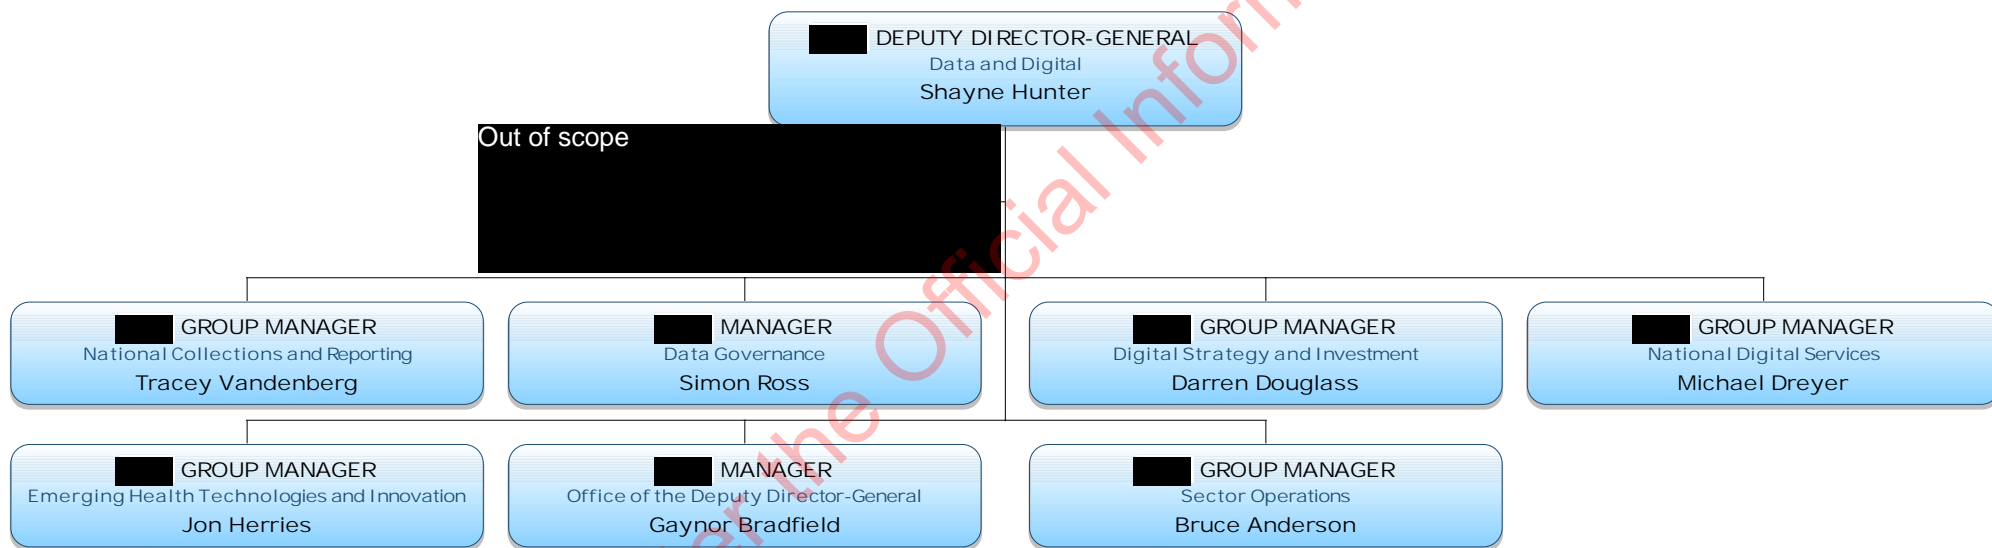 DEPUTY DIRECTOR-GENERAL
Data and Digital
Shayne Hunter
Out of scope
GROUP MANAGER
National Collections and Reporting
Tracey Vandenberg
MANAGER
Data Governance
Simon Ross
GROUP MANAGER
Digital Strategy and Investment
Darren Douglass
GROUP MANAGER
National Digital Services
Michael Dreyer
GROUP MANAGER
Emerging Health Technologies and Innovation
Jon Herries
MANAGER
Office of the Deputy Director-General
Gaynor Bradfield
GROUP MANAGER
Sector Operations
Bruce Anderson
the Official